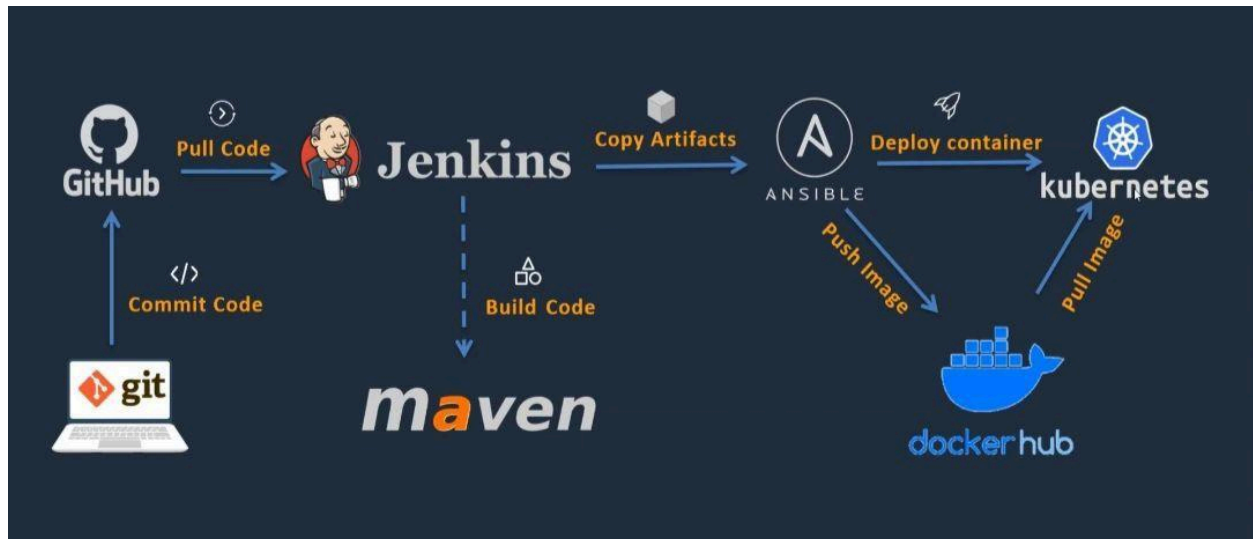 GitHub
Pull Code
Jenkins
Copy Artifacts
ANSIBLE
Deploy container
kubernetes
</> 
Commit Code
Build Code
Push Image
Pull Image
git
maven
dockerhub